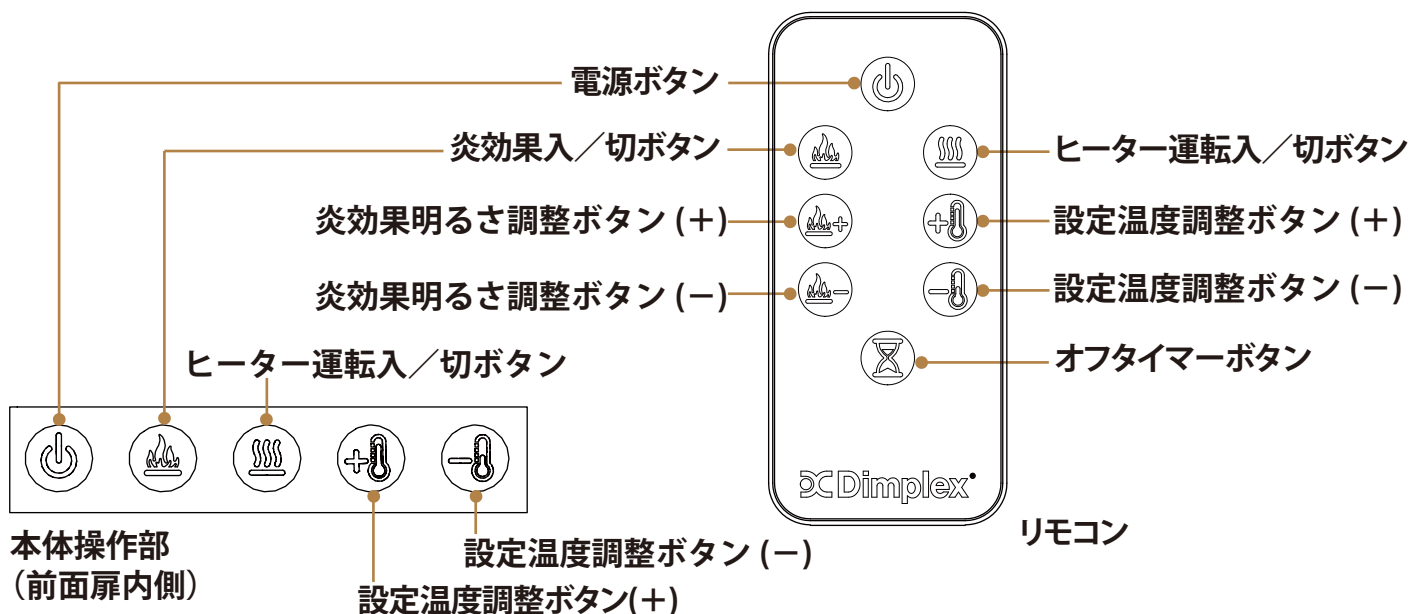 電源ボタン
炎効果入／切ボタン
ヒーター運転入／切ボタン
炎効果明るさ調整ボタン (＋)
設定温度調整ボタン (＋)
炎効果明るさ調整ボタン (－)
設定温度調整ボタン (－)
オフタイマーボタン
ヒーター運転入／切ボタン
Dimplex
リモコン
本体操作部
（前面扉内側）
設定温度調整ボタン (－)
設定温度調整ボタン(＋)